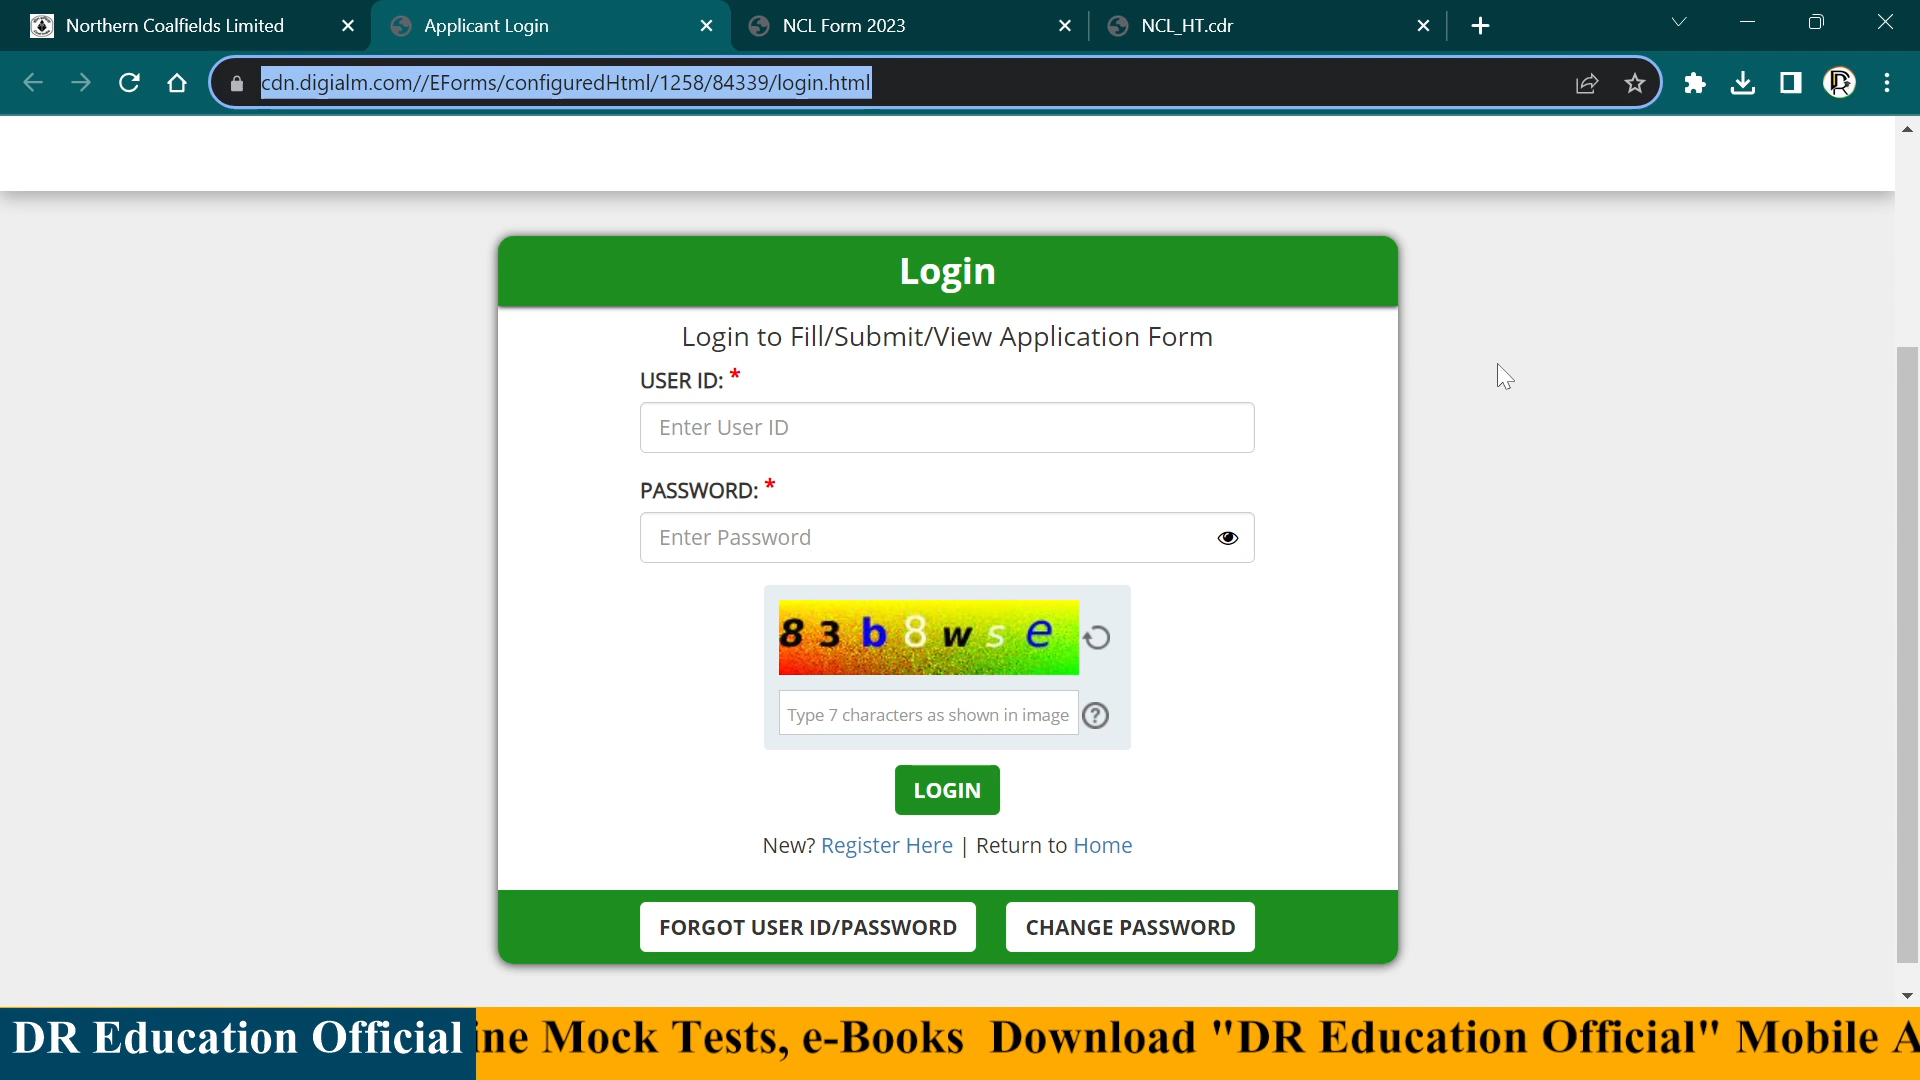 Northern Coalfields Limited
Applicant Login
NCL Form 2023
NCL_HT.cdr
cdn.digialm.com//EForms/configuredHtml/1258/84339/login.html
Login
Login to Fill/Submit/View Application Form
USER ID: *
Enter User ID
PASSWORD: *
Enter Password
8 3 b 8 w s e
Type 7 characters as shown in image
LOGIN
New? Register Here | Return to Home
FORGOT USER ID/PASSWORD
CHANGE PASSWORD
DR Education Official
ine Mock Tests, e-Books Download "DR Education Official" Mobile A